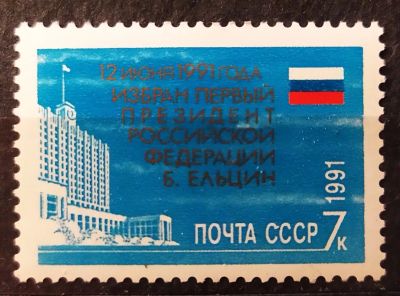 12 ИЮНЯ 1991 ГОДА
ИЗБРАН ПЕРВЫЙ
ПРЕЗИДЕНТ
РОССИЙСКОЙ
ФЕДЕРАЦИИ
Б. ЕЛЬЦИН
1991
ПОЧТА СССР 7к